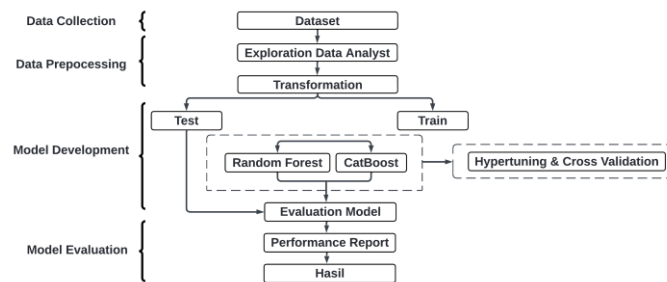 Data Collection
Dataset
Data Prepocessing
Exploration Data Analyst
Transformation
Model Development
Test
Train
Random Forest
CatBoost
Hypertuning & Cross Validation
Evaluation Model
Model Evaluation
Performance Report
Hasil